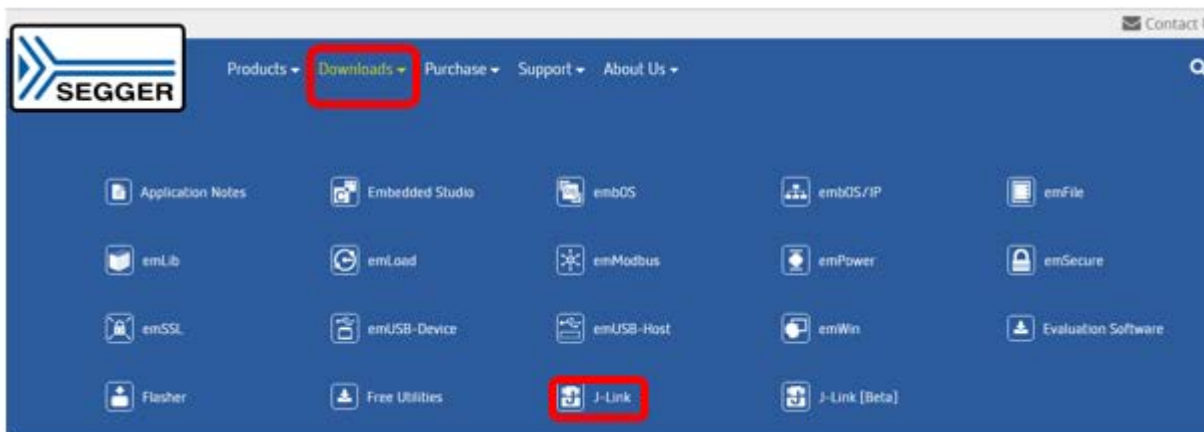 Contact
SEGGER
Products Downloads Purchase Support About Us
Application Notes Embedded Studio embOS embOS/IP emFile
emLib emLoad emModbus emPower emSecure
emSSL emUSB-Device emUSB-Host emWin Evaluation Software
Flasher Free Utilities J-Link J-Link [Beta]